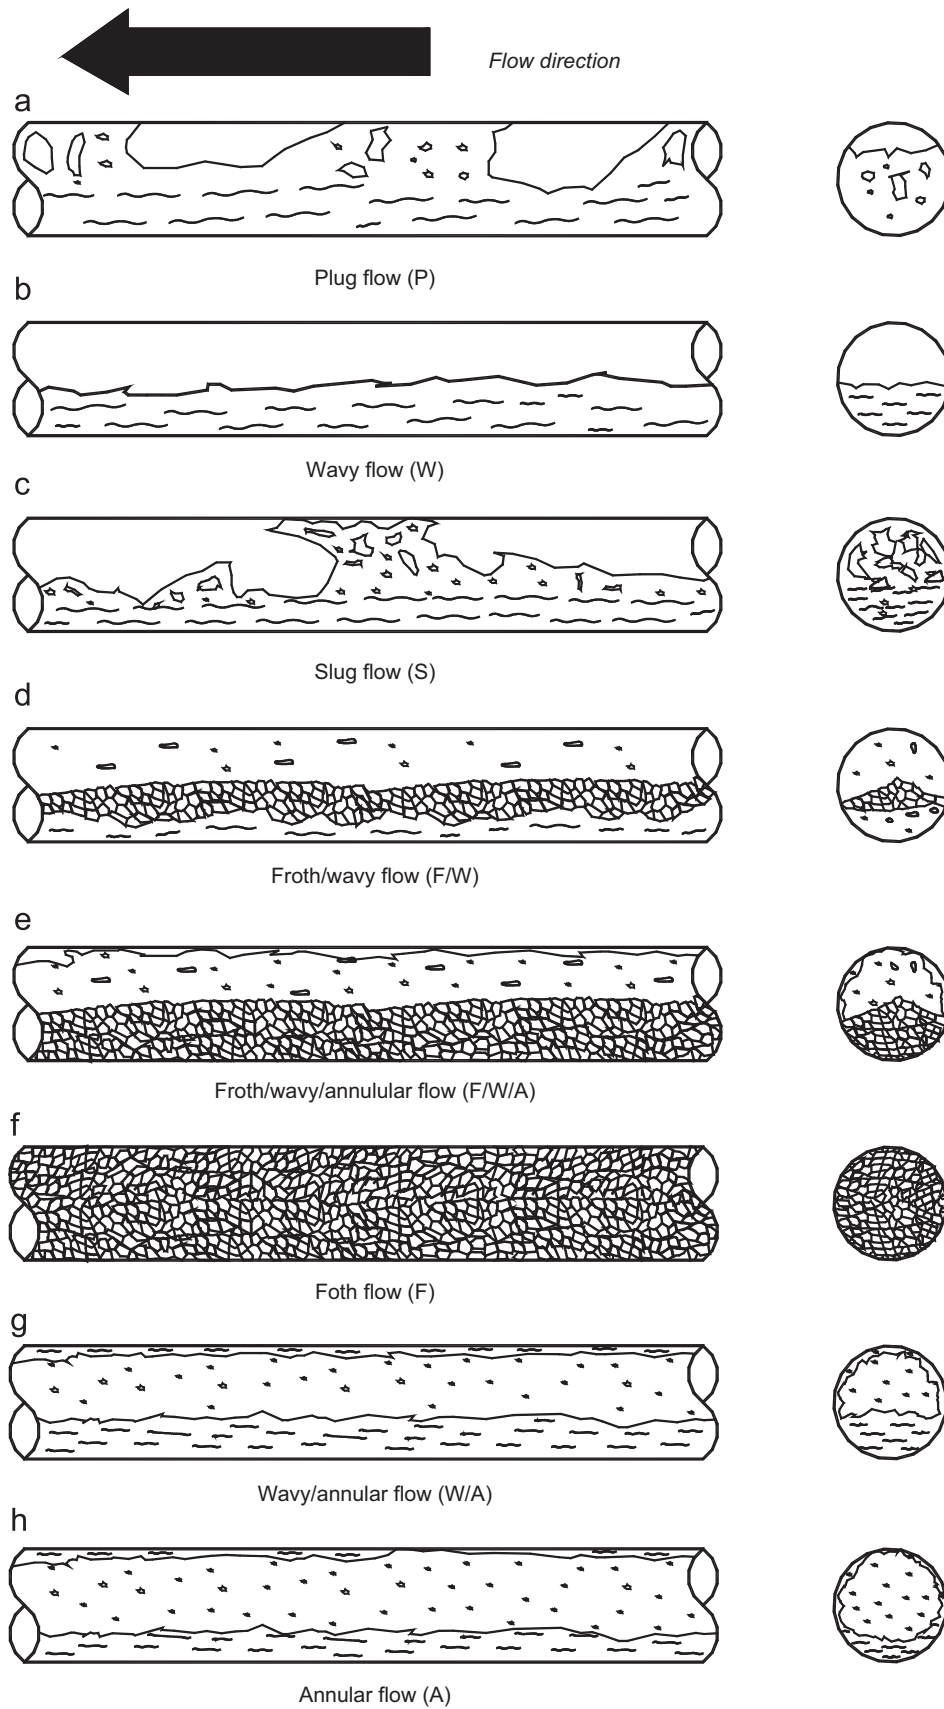 Flow direction
a
Plug flow (P)
b
Wavy flow (W)
c
Slug flow (S)
d
Froth/wavy flow (F/W)
e
Froth/wavy/annulular flow (F/W/A)
f
Foth flow (F)
g
Wavy/annular flow (W/A)
h
Annular flow (A)